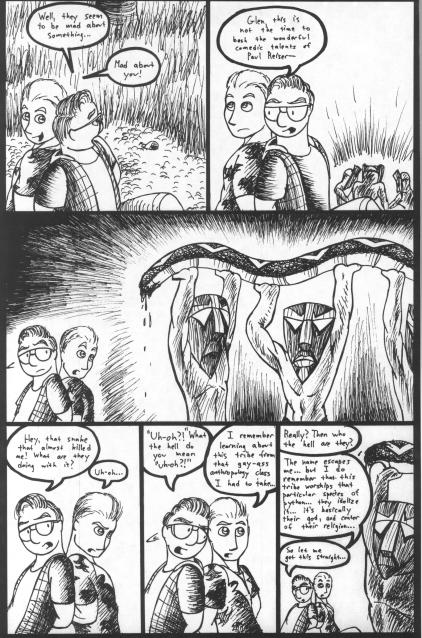 Well, they seem
to be mad about
something...
Mad about
you!
Glen, this is
not the time to
bash the wonderful
comedic talents of
Paul Reiser—
Hey, that snake
that almost killed
me! What are they
doing with it?
Uh-oh...
"Uh-oh?!" What
the hell do
you mean
"uh-oh?!"
I remember
learning about
this tribe from
that gay-ass
anthropology class
I had to take...
Really? Then who
the hell are they?
The name escapes
me... but I do
remember that this
tribe worships that
particular species of
python... they idolize
it... it's basically
their god, and center
of their religion...
So let me
get this straight...